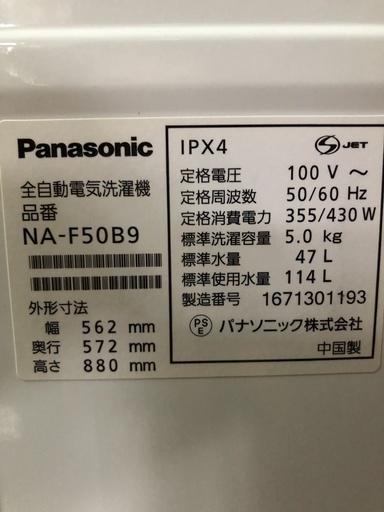 Panasonic
全自動電気洗濯機
品番
NA-F50B9
外形寸法
幅 562 mm
奥行 572 mm
高さ 880 mm
IPX4
S JET
定格電圧 100 V ～
定格周波数 50/60 Hz
定格消費電力 355/430 W
標準洗濯容量 5.0 kg
標準水量 47 L
標準使用水量 114 L
製造番号 1671301193
PS E パナソニック株式会社
中国製